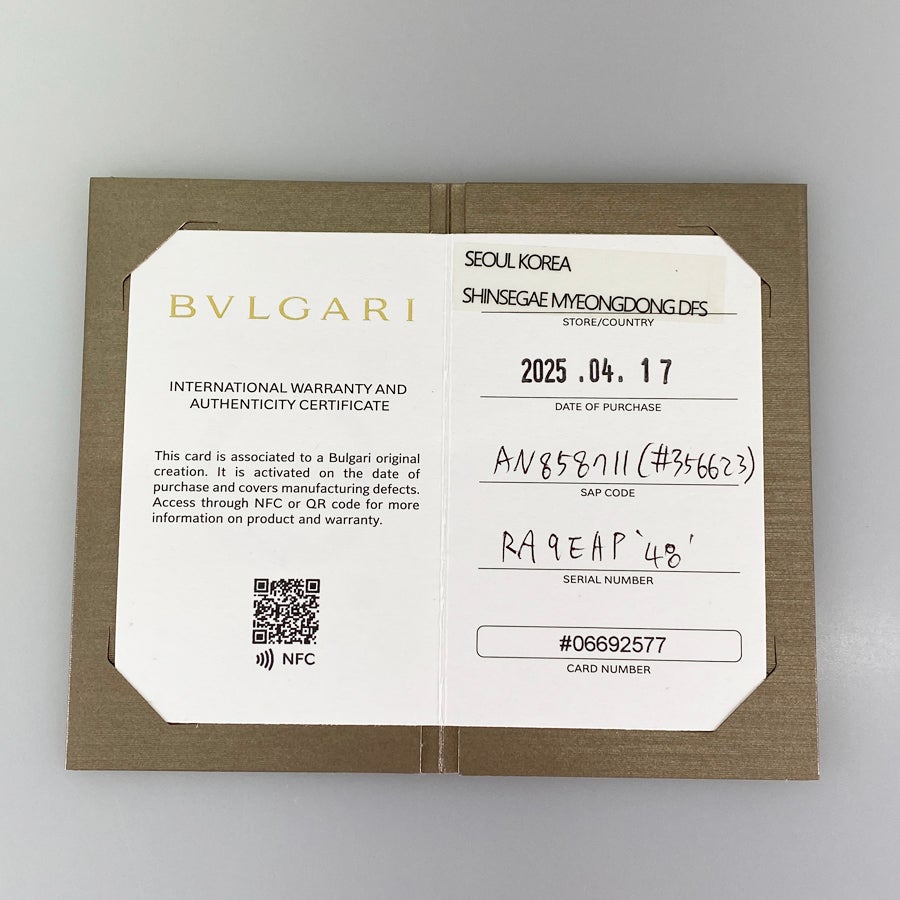 BVLGARI
INTERNATIONAL WARRANTY AND
AUTHENTICITY CERTIFICATE
This card is associated to a Bulgari original
creation. It is activated on the date of
purchase and covers manufacturing defects.
Access through NFC or QR code for more
information on product and warranty.
NFC
SEOUL KOREA
SHINSEGAE MYEONGDONG DFS
STORE/COUNTRY
2025 .04. 17
DATE OF PURCHASE
AN858711(#356623)
SAP CODE
RA9EAP '48'
SERIAL NUMBER
#06692577
CARD NUMBER